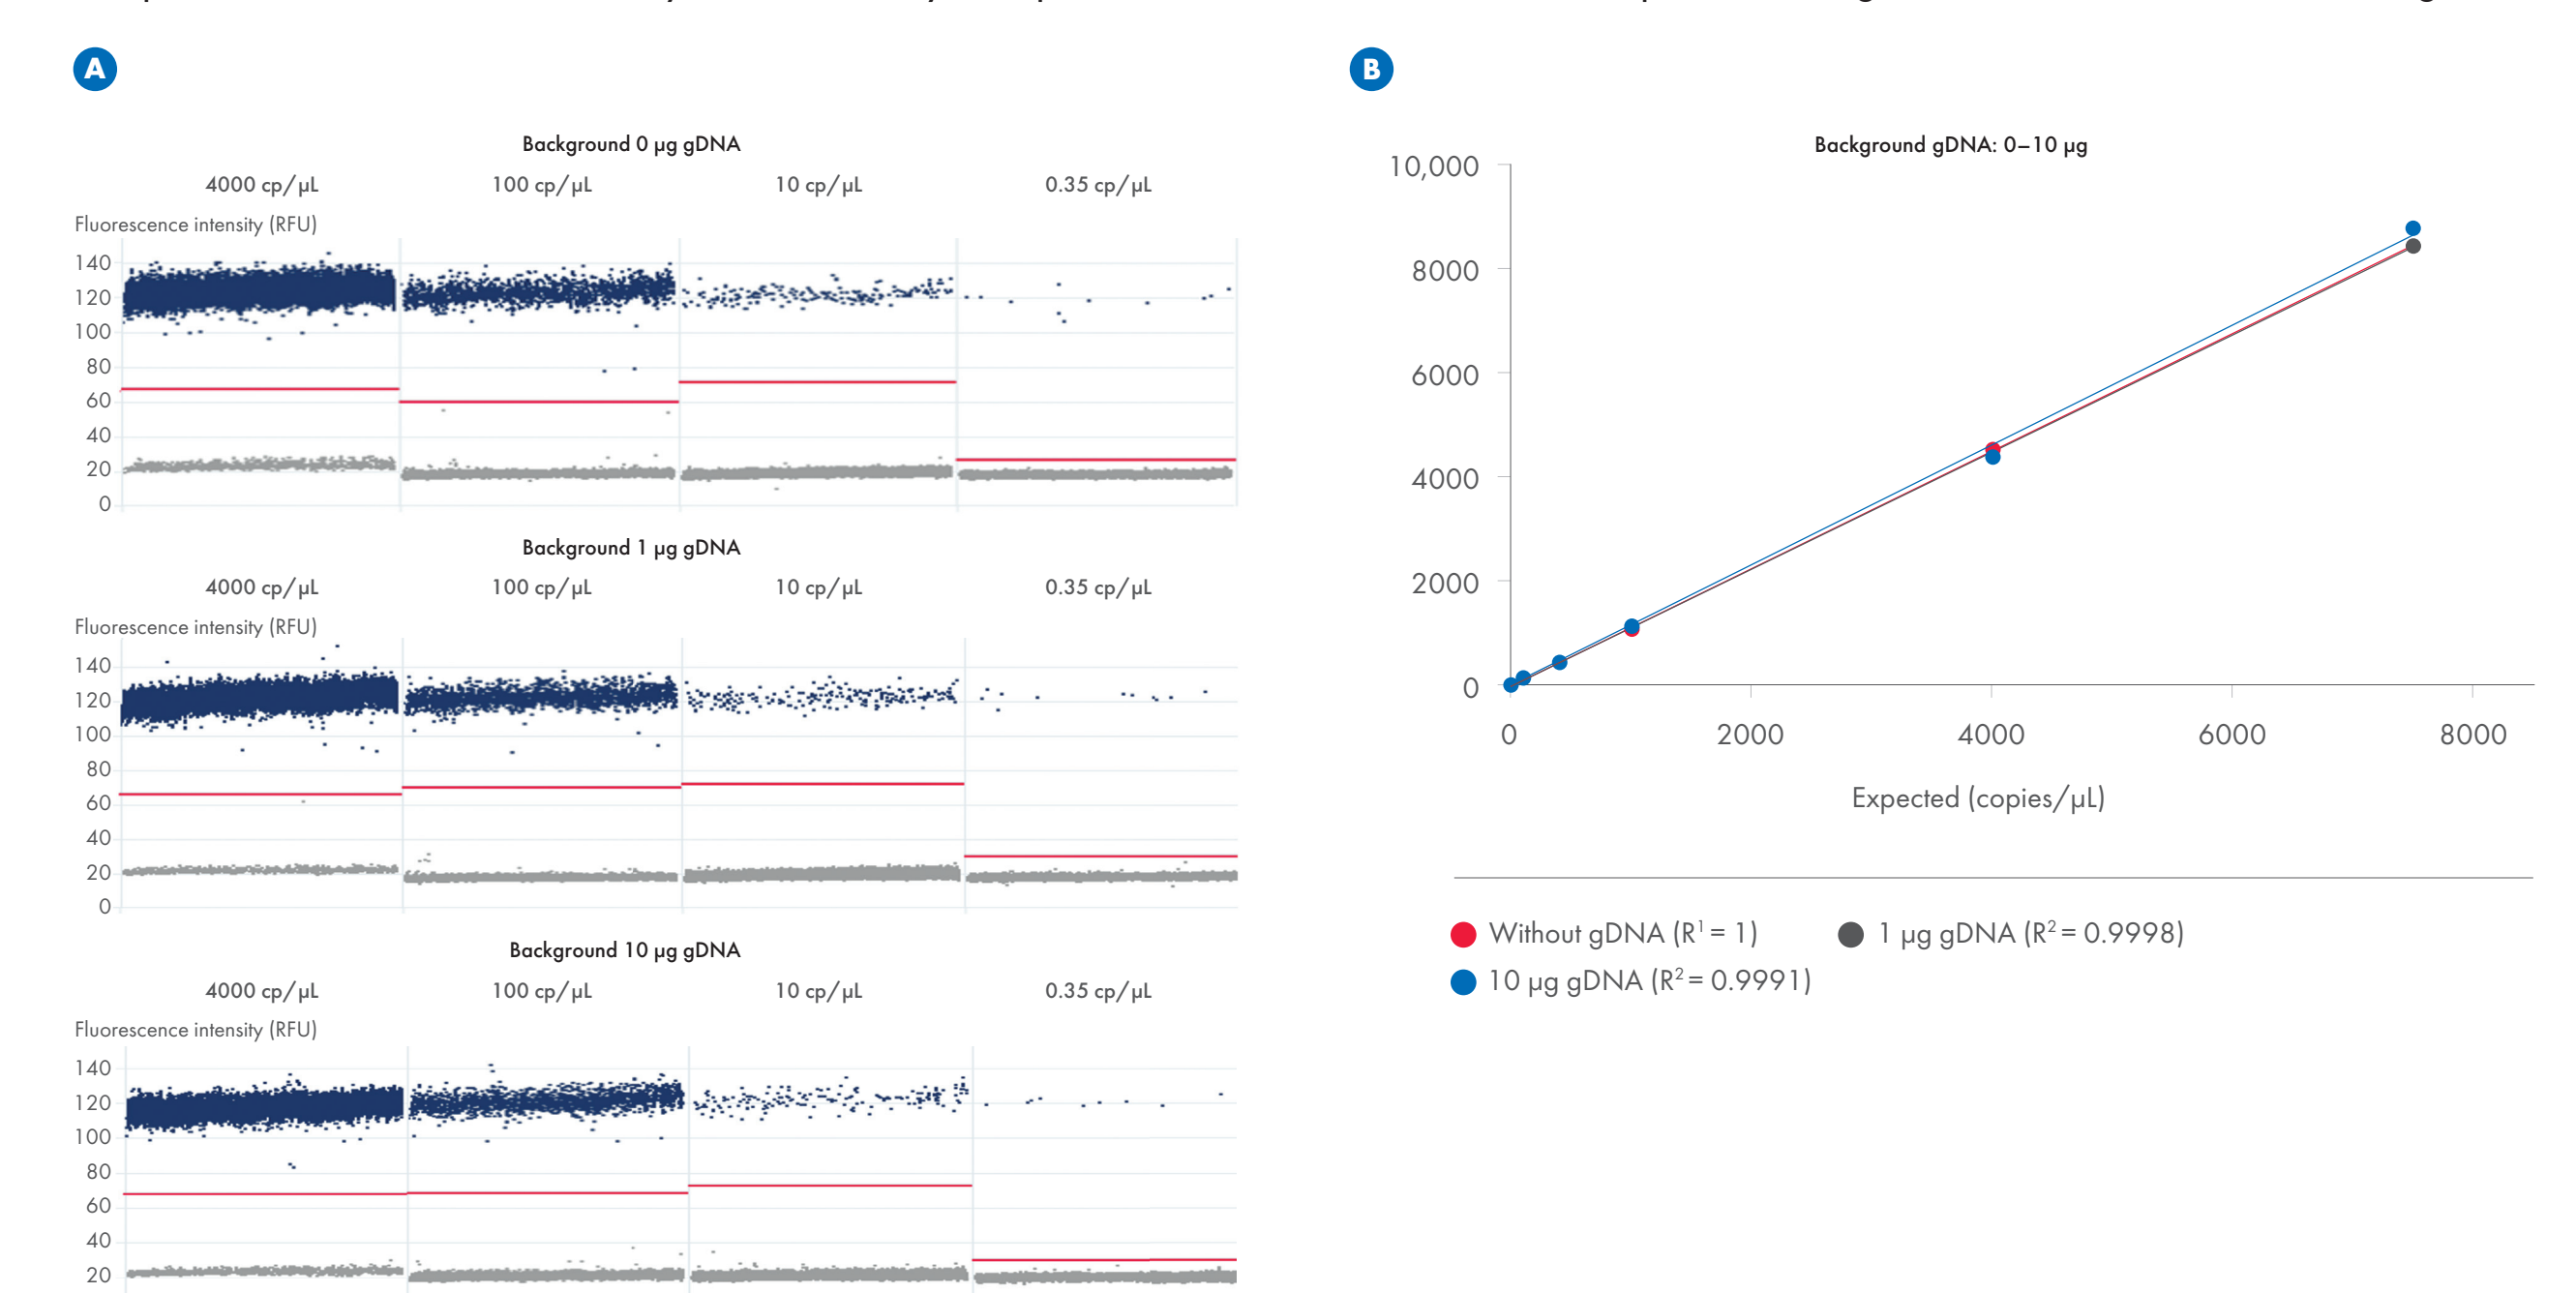 A
Background 0 µg gDNA
4000 cp/µL 100 cp/µL 10 cp/µL 0.35 cp/µL
Fluorescence intensity (RFU)
140
120
100
80
60
40
20
0
Background 1 µg gDNA
4000 cp/µL 100 cp/µL 10 cp/µL 0.35 cp/µL
Fluorescence intensity (RFU)
140
120
100
80
60
40
20
0
Background 10 µg gDNA
4000 cp/µL 100 cp/µL 10 cp/µL 0.35 cp/µL
Fluorescence intensity (RFU)
140
120
100
80
60
40
20
B
Background gDNA: 0–10 µg
10,000
8000
6000
4000
2000
0
0 2000 4000 6000 8000
Expected (copies/µL)
Without gDNA (R¹ = 1) 1 µg gDNA (R² = 0.9998)
10 µg gDNA (R² = 0.9991)